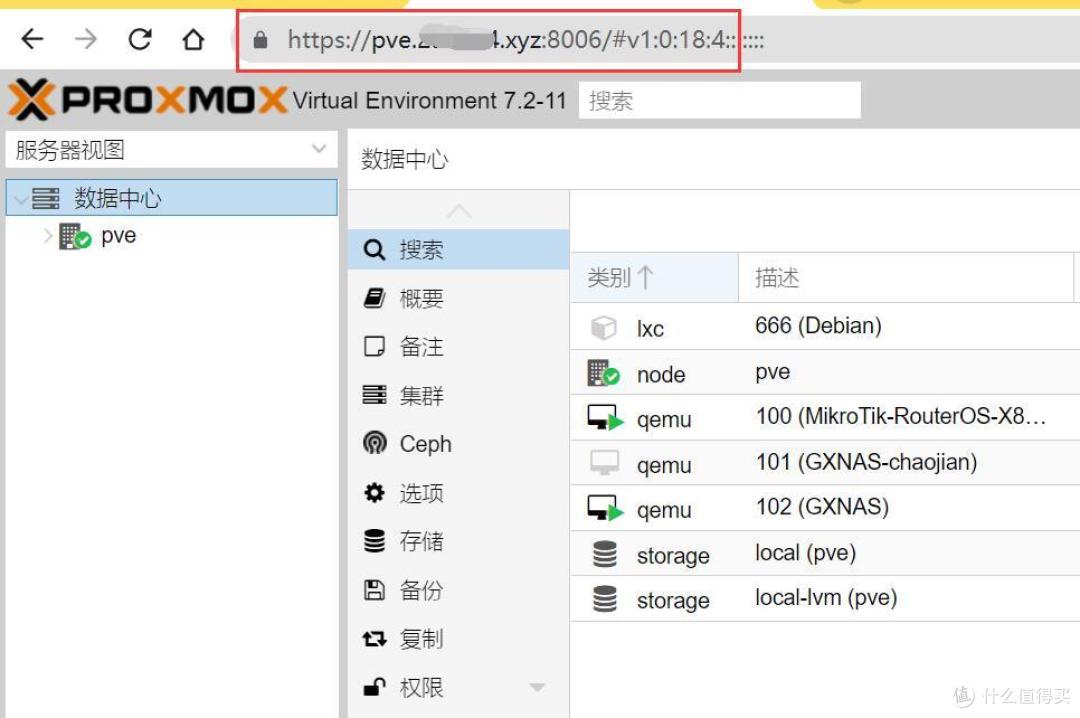 https://pve.2 4.xyz:8006/#v1:0:18:4:::::::
PROXMOX Virtual Environment 7.2-11 搜索
服务器视图
数据中心
pve
数据中心
搜索
概要
备注
集群
Ceph
选项
存储
备份
复制
权限
类别 描述
lxc 666 (Debian)
node pve
qemu 100 (MikroTik-RouterOS-X8...
qemu 101 (GXNAS-chaojian)
qemu 102 (GXNAS)
storage local (pve)
storage local-lvm (pve)
值 什么值得买